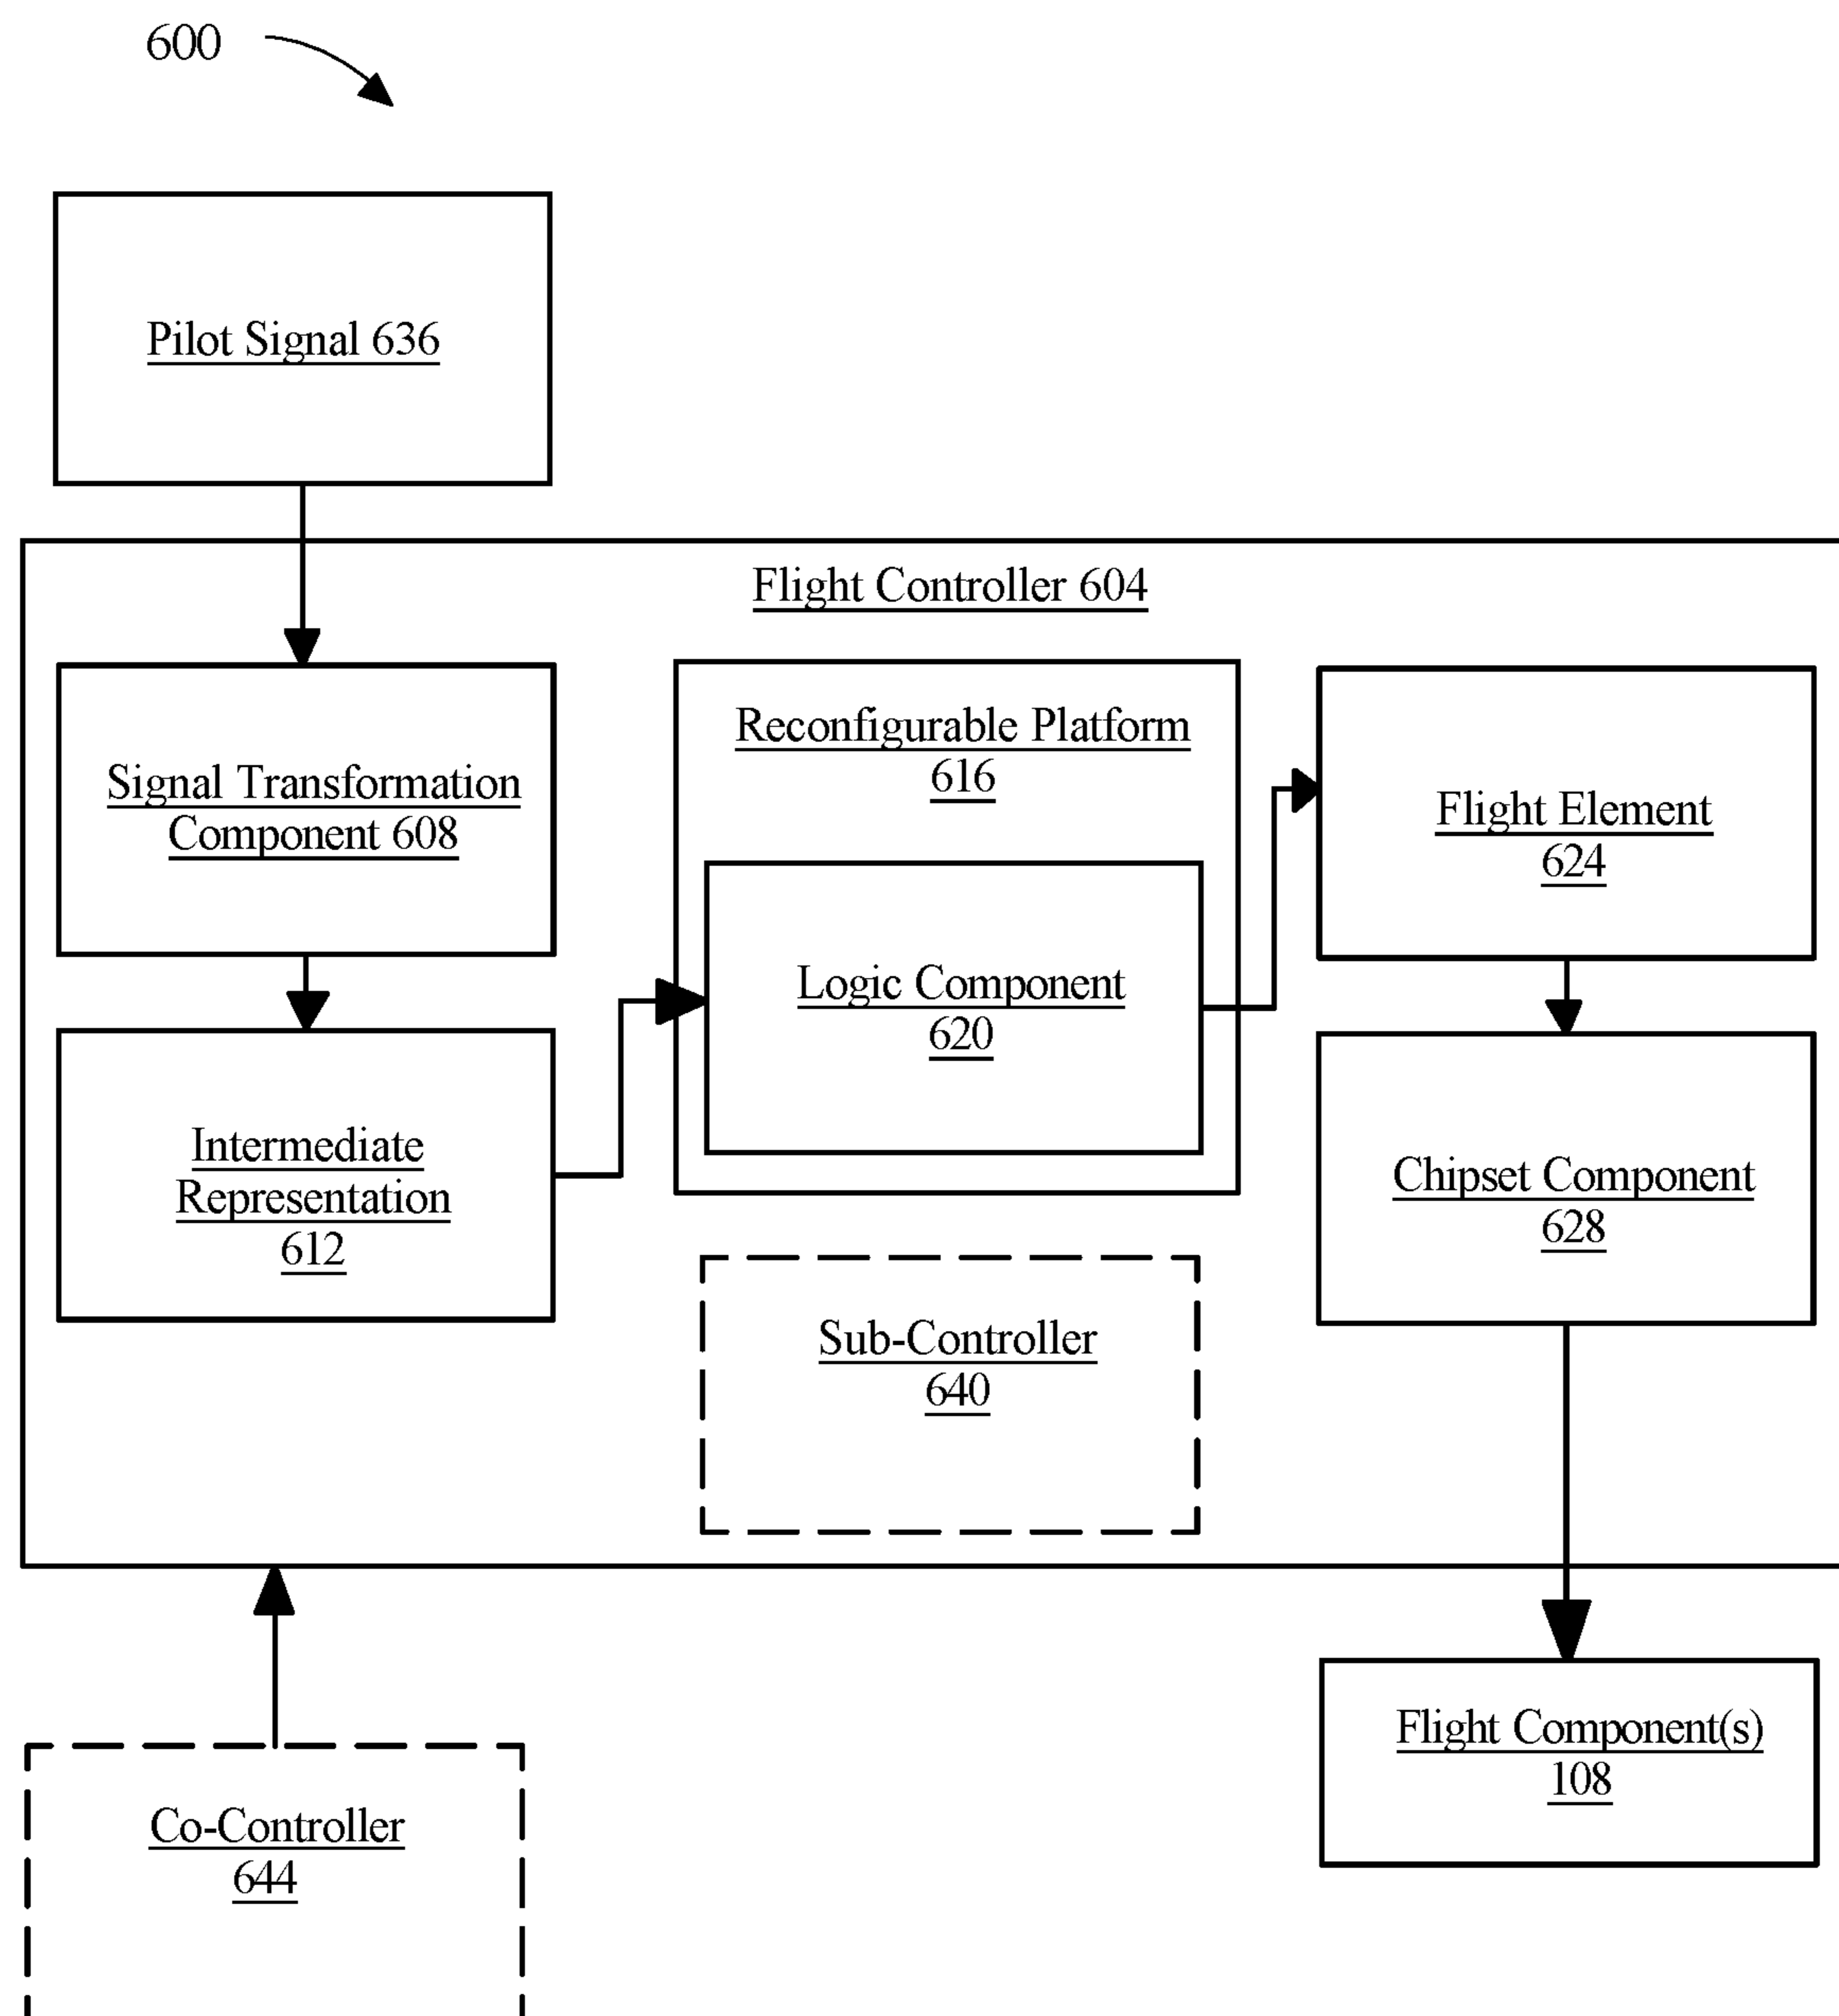 600
Pilot Signal 636
Flight Controller 604
Signal Transformation
Component 608
Intermediate
Representation
612
Reconfigurable Platform
616
Logic Component
620
Sub-Controller
640
Flight Element
624
Chipset Component
628
Flight Component(s)
108
Co-Controller
644